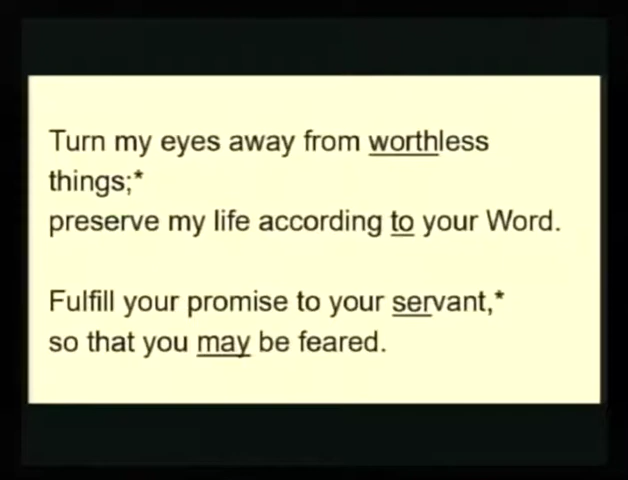 Turn my eyes away from worthless
things;*
preserve my life according to your Word.
Fulfill your promise to your servant,*
so that you may be feared.